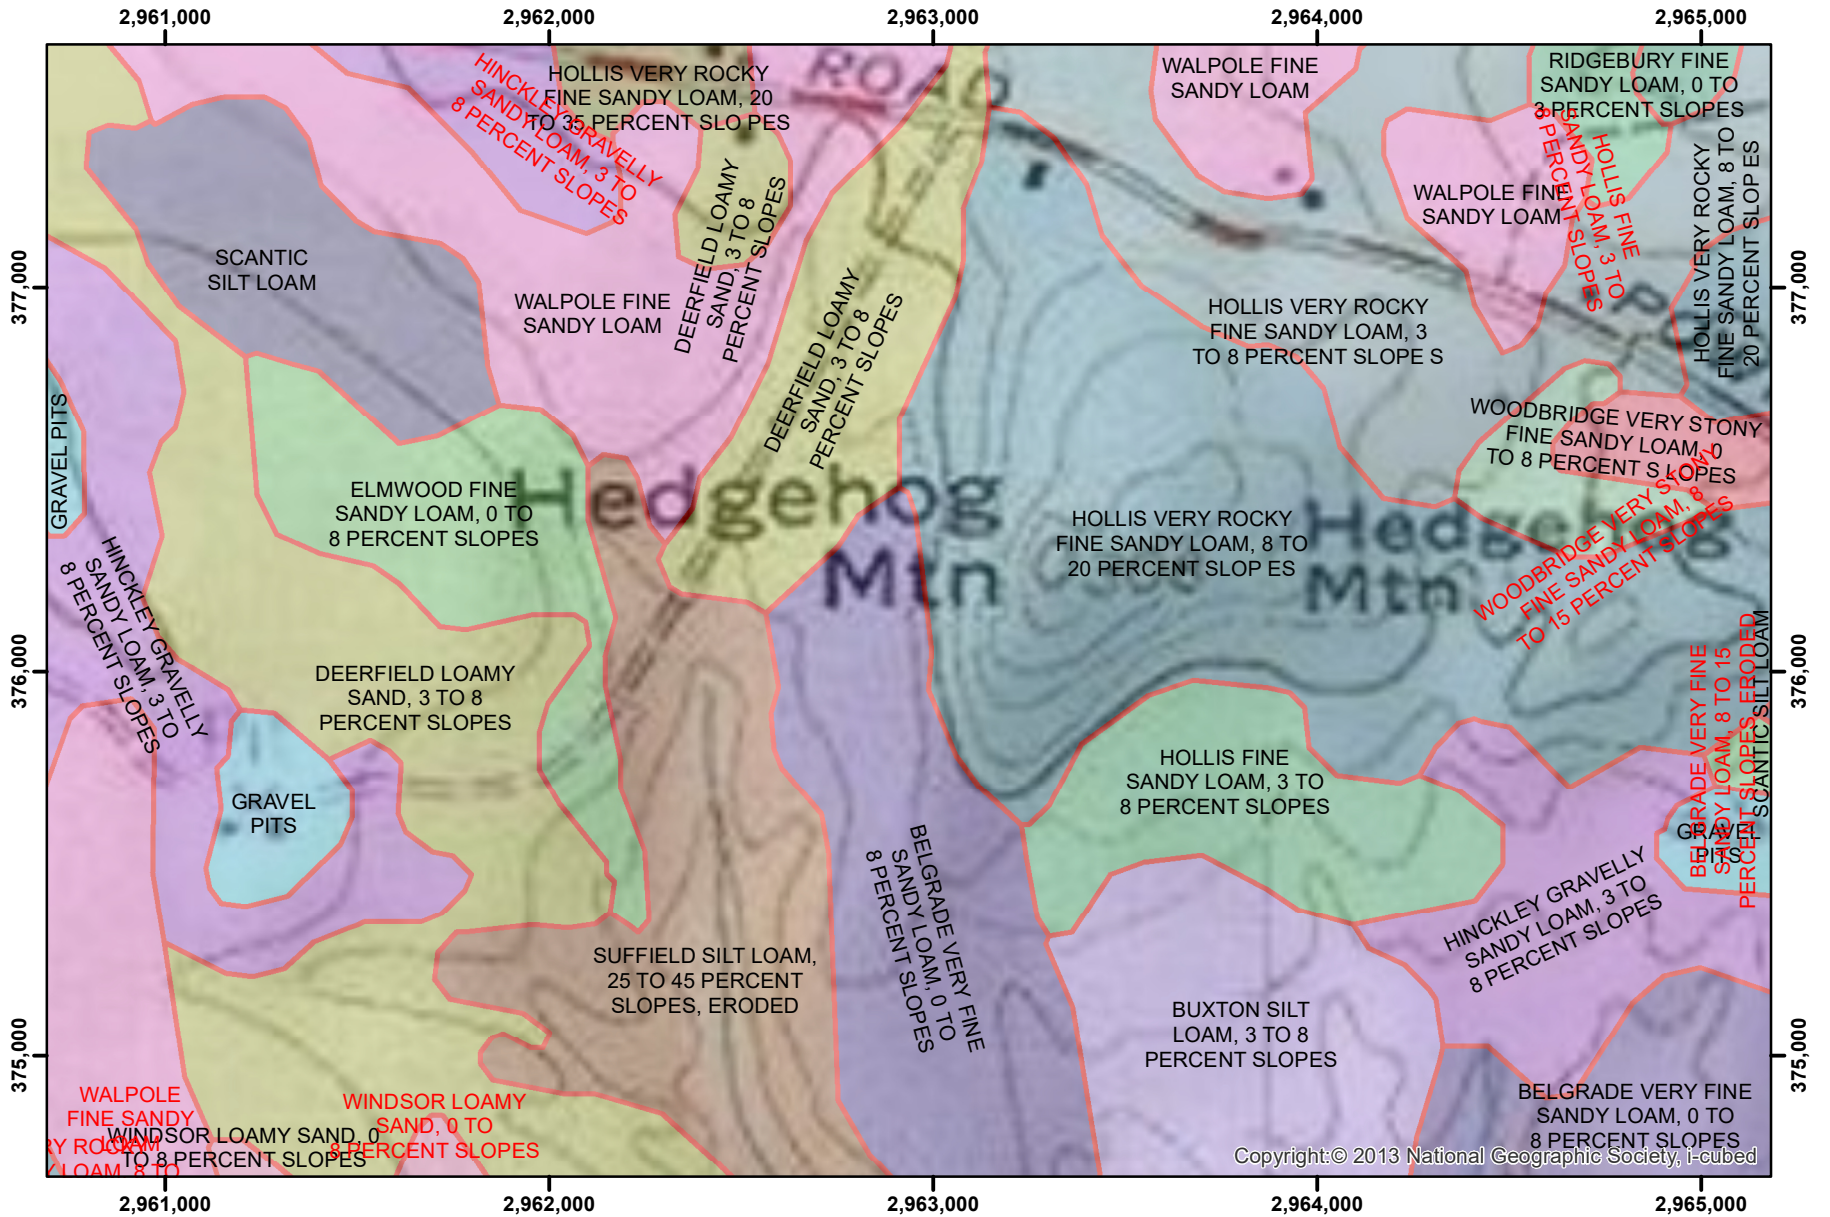 2,961,000
2,962,000
2,963,000
2,964,000
2,965,000
377,000
376,000
375,000
377,000
376,000
375,000
HINCKLEY GRAVELLY
SANDY LOAM, 3 TO
8 PERCENT SLOPES
HOLLIS VERY ROCKY
FINE SANDY LOAM, 20
TO 35 PERCENT SLO PES
ROAD
WALPOLE FINE
SANDY LOAM
RIDGEBURY FINE
SANDY LOAM, 0 TO
3 PERCENT SLOPES
HOLLIS FINE
SANDY LOAM, 3 TO
8 PERCENT SLOPES
HOLLIS VERY ROCKY
FINE SANDY LOAM, 8 TO
20 PERCENT SLOP ES
WALPOLE FINE
SANDY LOAM
SCANTIC
SILT LOAM
WALPOLE FINE
SANDY LOAM
DEERFIELD LOAMY
SAND, 3 TO 8
PERCENT SLOPES
DEERFIELD LOAMY
SAND, 3 TO 8
PERCENT SLOPES
HOLLIS VERY ROCKY
FINE SANDY LOAM, 3
TO 8 PERCENT SLOPE S
WOODBRIDGE VERY STONY
FINE SANDY LOAM, 0
TO 8 PERCENT S LOPES
GRAVEL PITS
ELMWOOD FINE
SANDY LOAM, 0 TO
8 PERCENT SLOPES
Hedgehog
Mtn
HOLLIS VERY ROCKY
FINE SANDY LOAM, 8 TO
20 PERCENT SLOP ES
Hedgehog
Mtn
WOODBRIDGE VERY STONY
FINE SANDY LOAM, 8
TO 15 PERCENT SLOPES
HINCKLEY GRAVELLY
SANDY LOAM, 3 TO
8 PERCENT SLOPES
DEERFIELD LOAMY
SAND, 3 TO 8
PERCENT SLOPES
GRAVEL
PITS
HOLLIS FINE
SANDY LOAM, 3 TO
8 PERCENT SLOPES
BELGRADE VERY FINE
SANDY LOAM, 8 TO 15
PERCENT SLOPES, ERODED
SCANTIC SILT LOAM
GRAVEL
PITS
BELGRADE VERY FINE
SANDY LOAM, 0 TO
8 PERCENT SLOPES
HINCKLEY GRAVELLY
SANDY LOAM, 3 TO
8 PERCENT SLOPES
SUFFIELD SILT LOAM,
25 TO 45 PERCENT
SLOPES, ERODED
BUXTON SILT
LOAM, 3 TO 8
PERCENT SLOPES
BELGRADE VERY FINE
SANDY LOAM, 0 TO
8 PERCENT SLOPES
WALPOLE
FINE SANDY
LOAM
WINDSOR LOAMY SAND, 0
TO 8 PERCENT SLOPES
WINDSOR LOAMY
SAND, 0 TO
8 PERCENT SLOPES
RY ROCKY
Y LOAM, 8 TO
Copyright:© 2013 National Geographic Society, i-cubed
2,961,000
2,962,000
2,963,000
2,964,000
2,965,000